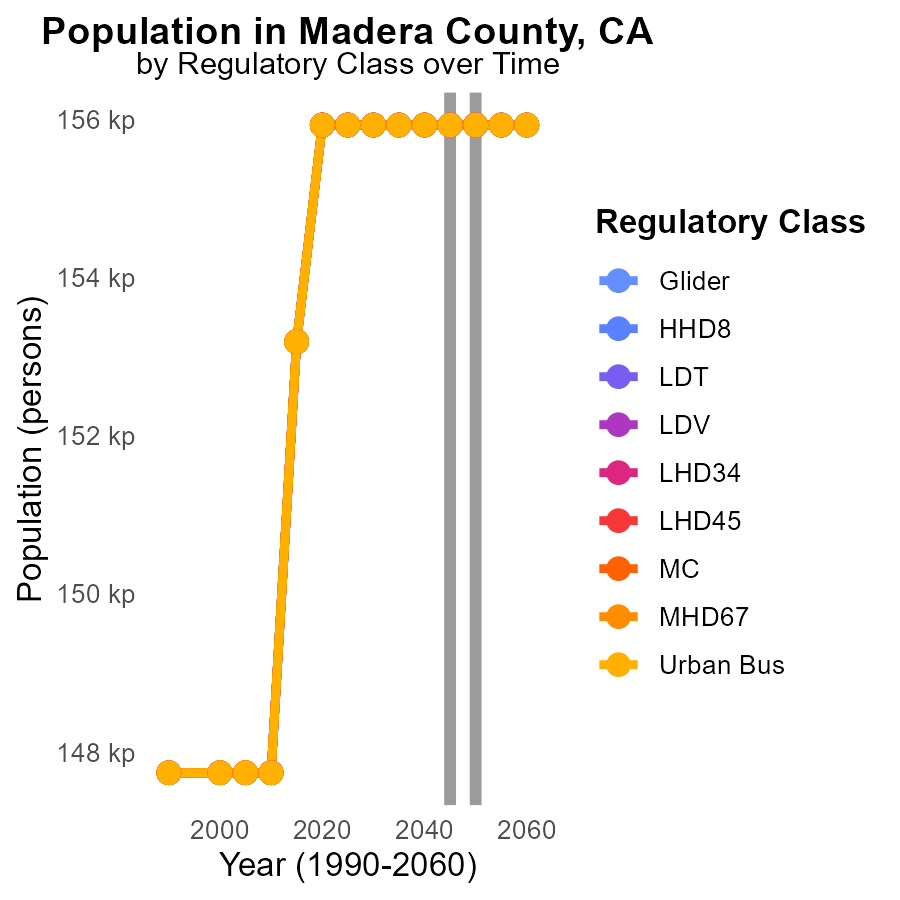 Population in Madera County, CA
by Regulatory Class over Time
156 kp
154 kp
152 kp
150 kp
148 kp
Population (persons)
2000 2020 2040 2060
Year (1990-2060)
Regulatory Class
Glider
HHD8
LDT
LDV
LHD34
LHD45
MC
MHD67
Urban Bus